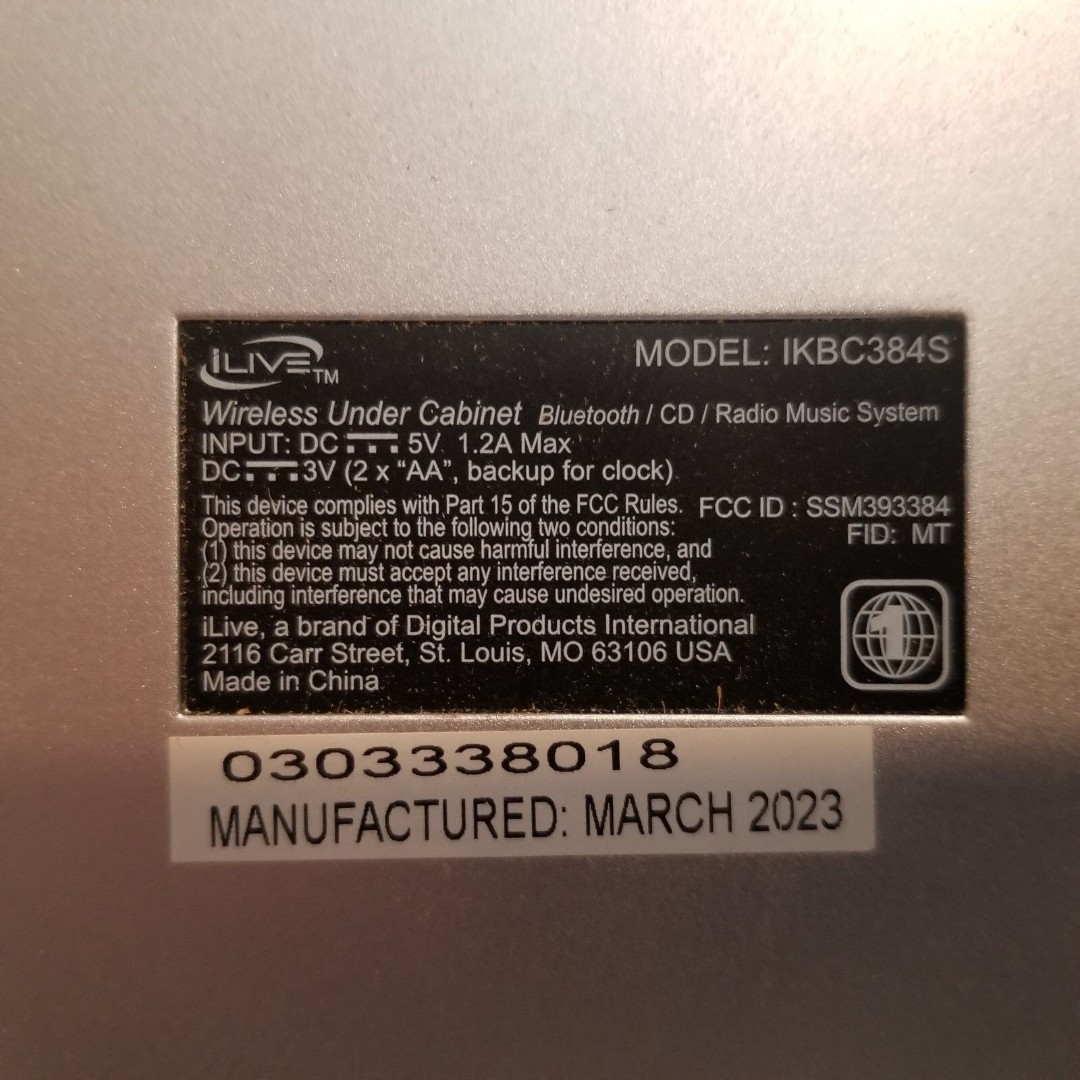 iLIVE™
MODEL: IKBC384S
Wireless Under Cabinet Bluetooth / CD / Radio Music System
INPUT: DC ⎓ 5V 1.2A Max
DC ⎓ 3V (2 x “AA”, backup for clock)
This device complies with Part 15 of the FCC Rules.
FCC ID : SSM393384
Operation is subject to the following two conditions:
FID: MT
(1) this device may not cause harmful interference, and
(2) this device must accept any interference received,
including interference that may cause undesired operation.
iLive, a brand of Digital Products International
2116 Carr Street, St. Louis, MO 63106 USA
Made in China
1
0303338018
MANUFACTURED: MARCH 2023